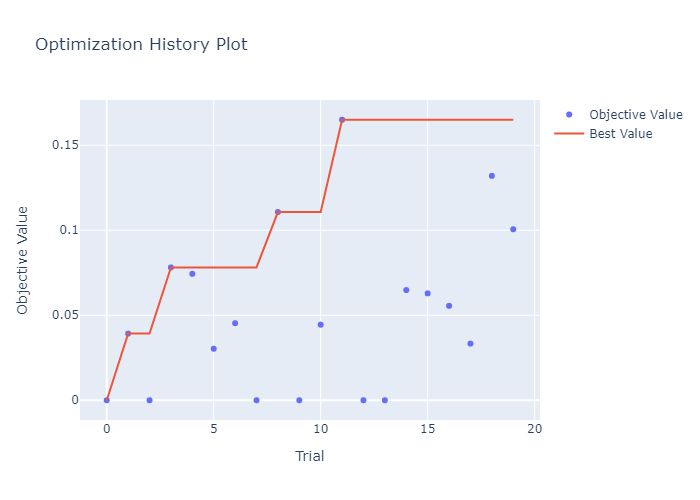 Optimization History Plot
Objective Value
Best Value
0.15
0.1
0.05
0
Objective Value
0 5 10 15 20
Trial